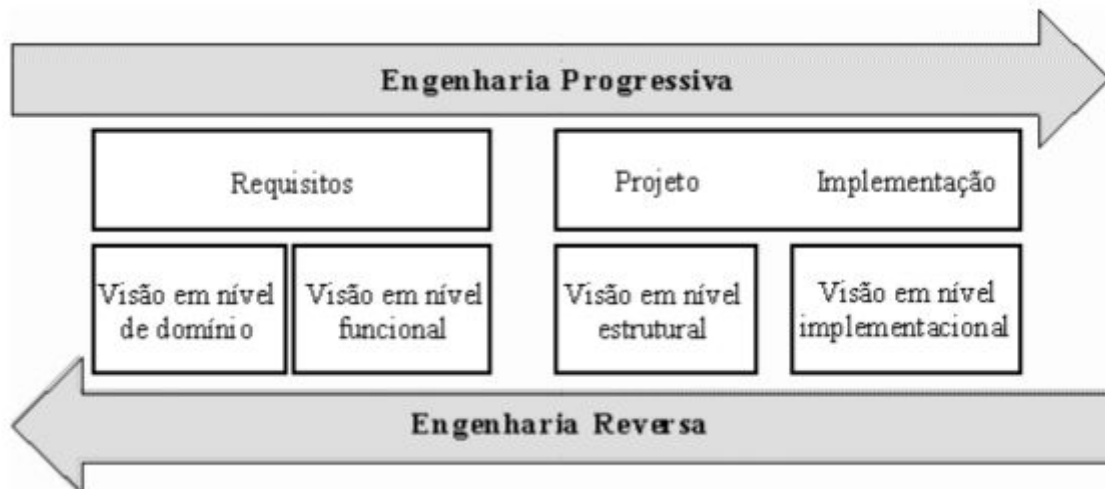 Engenharia Progressiva
Requisitos
Projeto
Implementação
Visão em nível
de domínio
Visão em nível
funcional
Visão em nível
estrutural
Visão em nível
implementacional
Engenharia Reversa